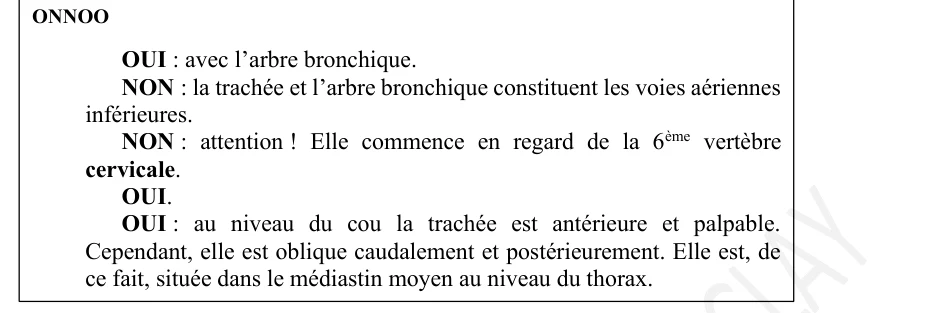 ONNOO
OUI : avec l’arbre bronchique.
NON : la trachée et l’arbre bronchique constituent les voies aériennes
inférieures.
NON : attention ! Elle commence en regard de la 6ème vertèbre
cervicale.
OUI.
OUI : au niveau du cou la trachée est antérieure et palpable.
Cependant, elle est oblique caudalement et postérieurement. Elle est, de
ce fait, située dans le médiastin moyen au niveau du thorax.
CLAY